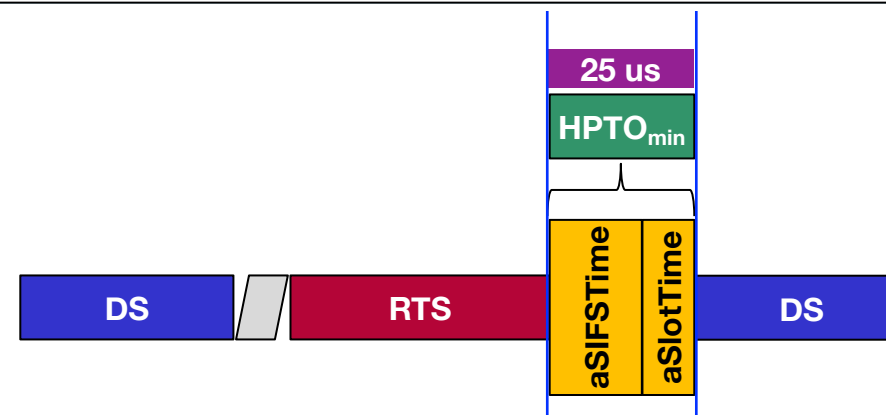 25 us
HPTOmin
aSIFSTime
aSlotTime
DS
RTS
DS